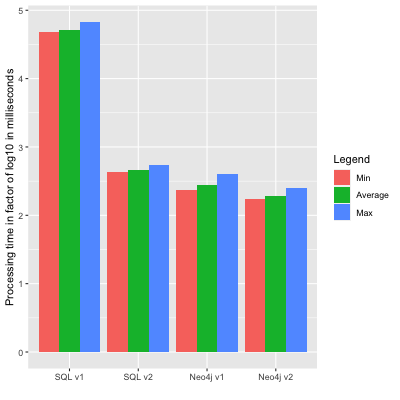 Processing time in factor of log10 in milliseconds
5
4
3
2
1
0
SQL v1
SQL v2
Neo4j v1
Neo4j v2
Legend
Min
Average
Max